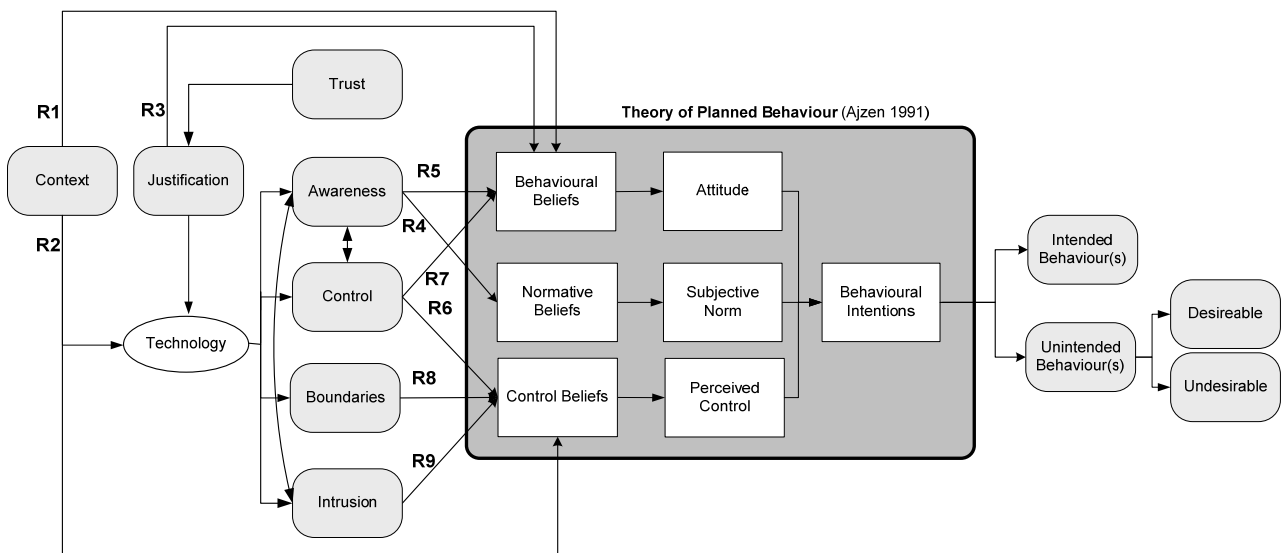 Trust
Theory of Planned Behaviour (Ajzen 1991)
R1
R3
Context
Justification
Awareness
R5
Behavioural
Beliefs
Attitude
R4
R2
Intended
Behaviour(s)
R7
Control
R6
Normative
Beliefs
Subjective
Norm
Behavioural
Intentions
Desireable
Technology
Unintended
Behaviour(s)
Undesirable
R8
Boundaries
Control Beliefs
Perceived
Control
R9
Intrusion